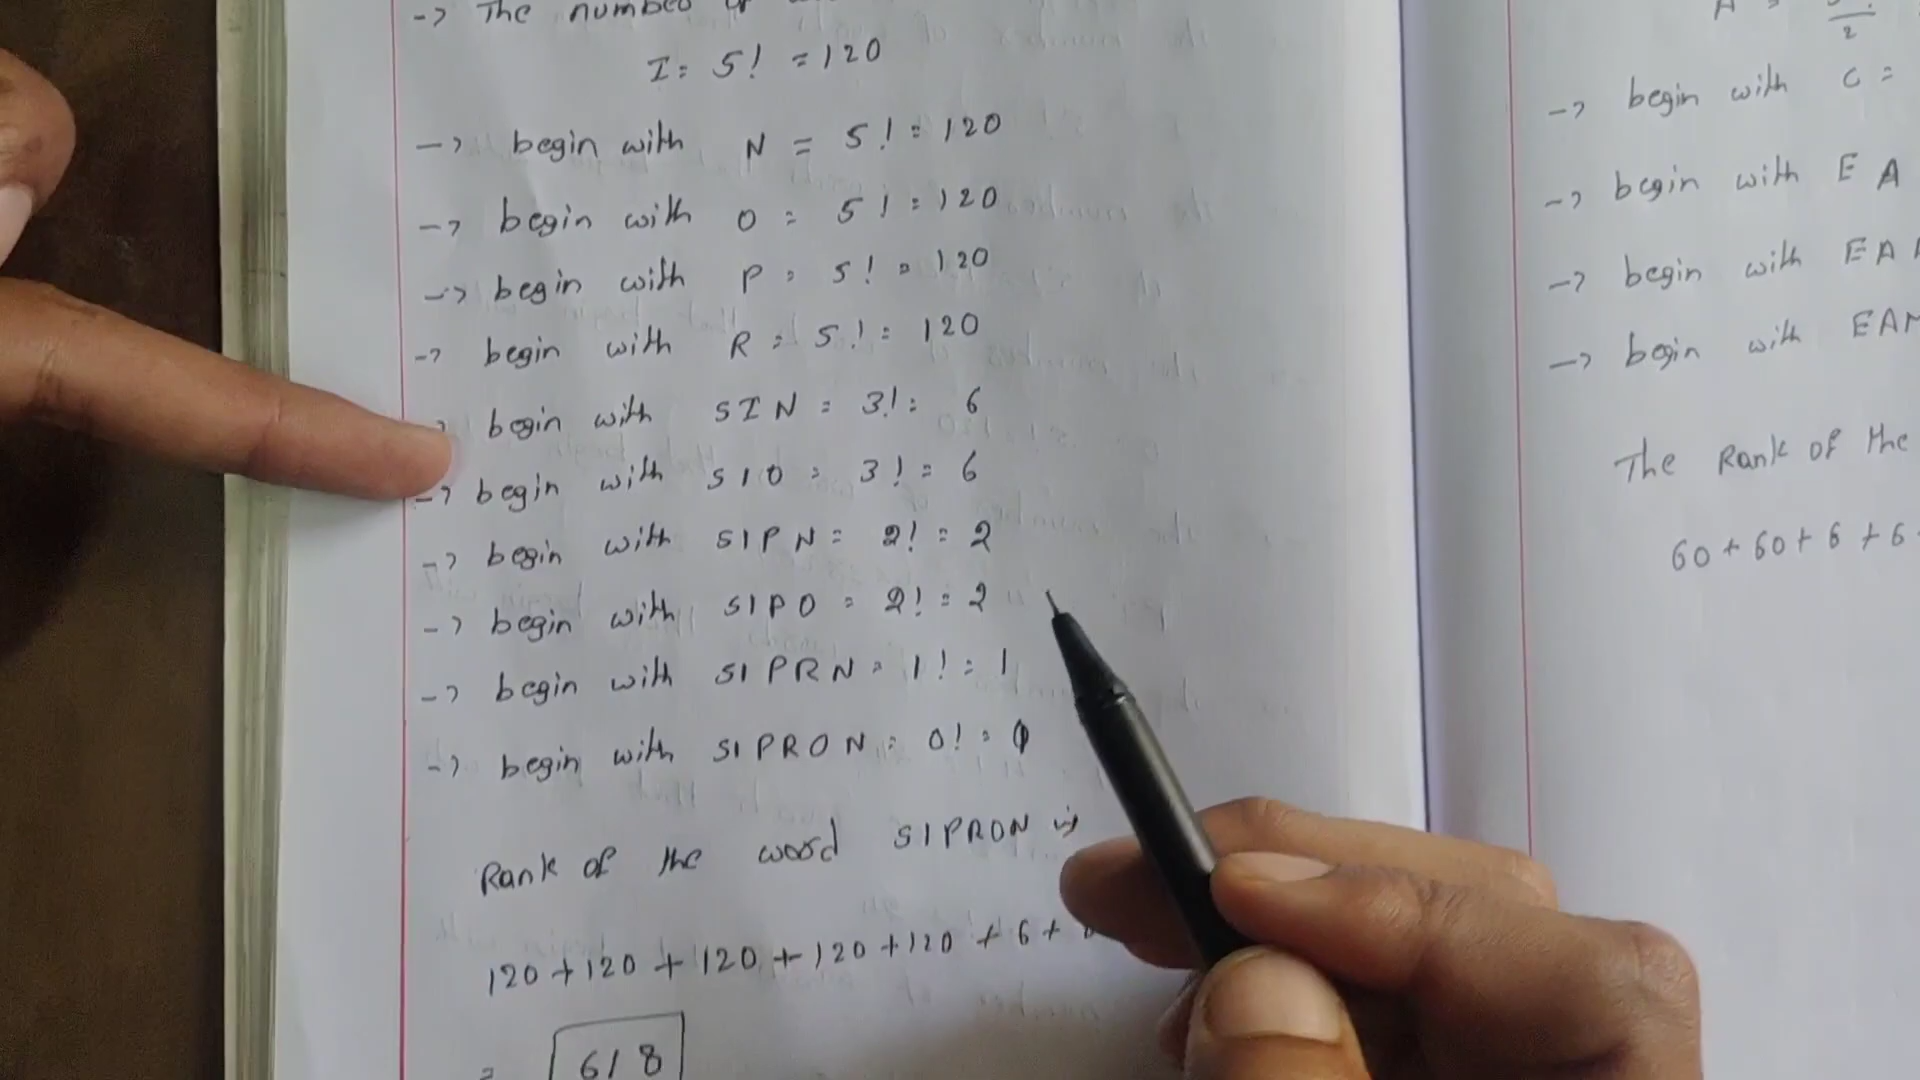 -> The number of
I = 5! = 120
-> begin with N = 5! = 120
-> begin with O = 5! = 120
-> begin with P = 5! = 120
-> begin with R = 5! = 120
begin with SIN = 3! = 6
-> begin with SIO = 3! = 6
-> begin with SIPN = 2! = 2
-> begin with SIPO = 2! = 2
-> begin with SIPRN = 1! = 1
-> begin with SIPRON = 0! =
Rank of the word SIPRON is
120 + 120 + 120 + 120 + 120 + 6 +
= 618
2
-> begin with C =
-> begin with E A
-> begin with E A
-> begin with EAM
The Rank of the
60 + 60 + 6 + 6